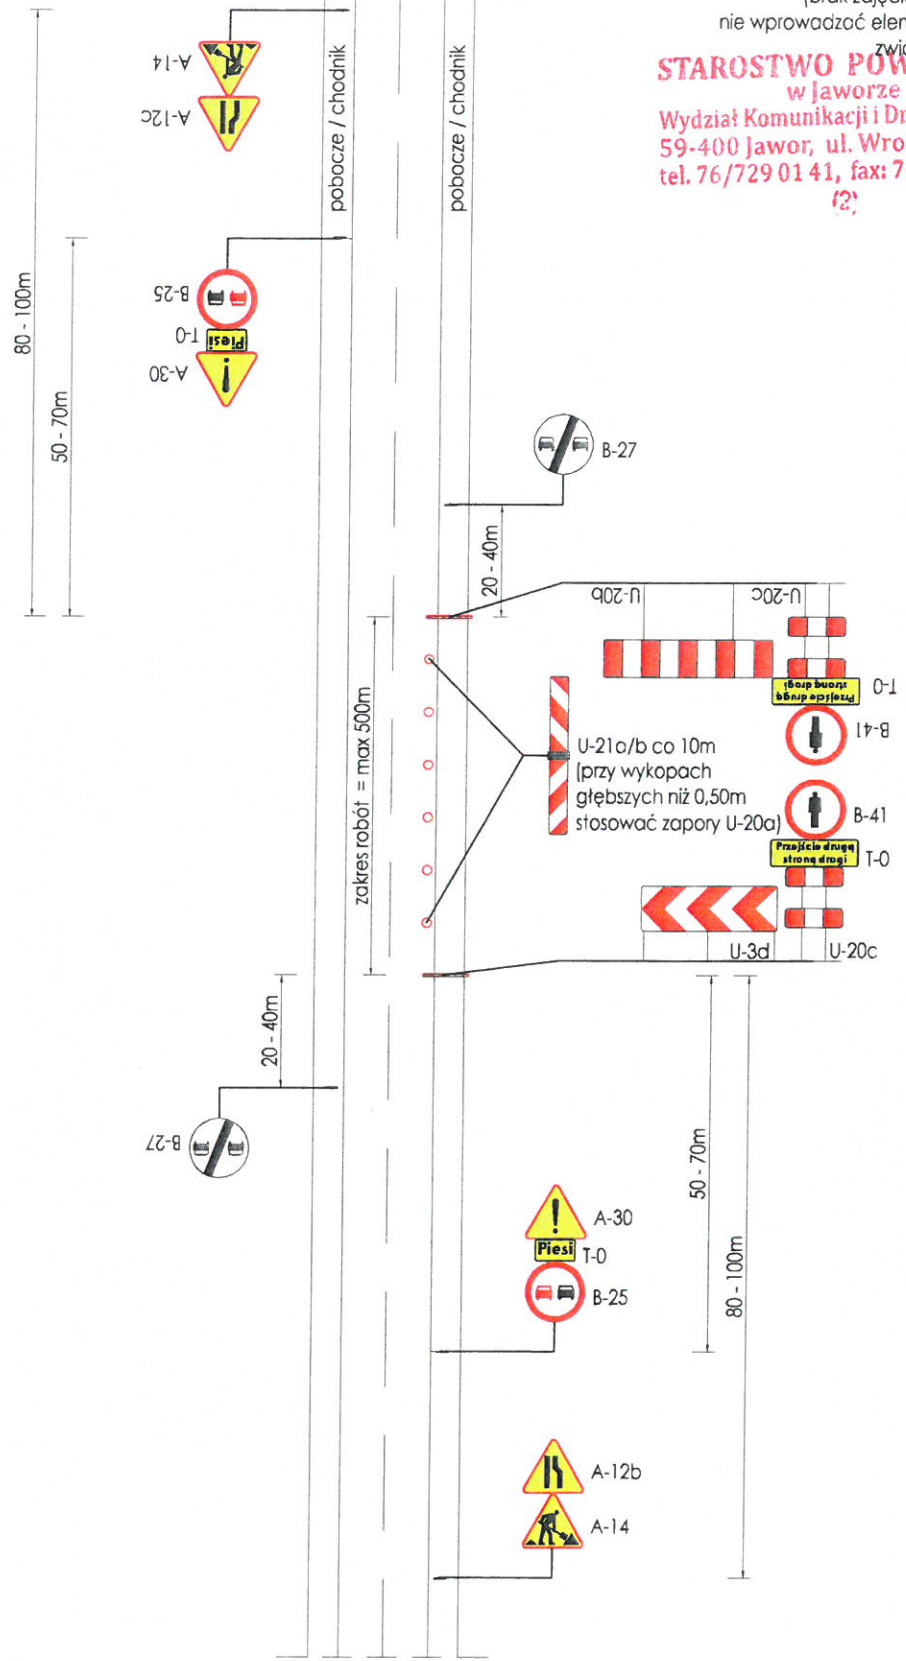 nie wprowadzać
STAROSTWO
w Jaworze
Wydział Komunikacji i
59-400 Jawor, ul.
tel. 76/729 01 41, fax: 7
(2)
A-14
A-12c
pobocze / chodnik
pobocze / chodnik
80 - 100m
50 - 70m
B-25
T-0
Piesi
A-30
B-27
20 - 40m
U-20b
U-20c
Przejście drugą
stroną drogi
T-0
B-41
zakres robót = max 500m
U-21a/b co 10m
(przy wykopach
głębszych niż 0,50m
stosować zapory U-20a)
B-41
Przejście drugą
stroną drogi
T-0
U-3d
U-20c
20 - 40m
B-27
50 - 70m
80 - 100m
A-30
Piesi
T-0
B-25
A-12b
A-14